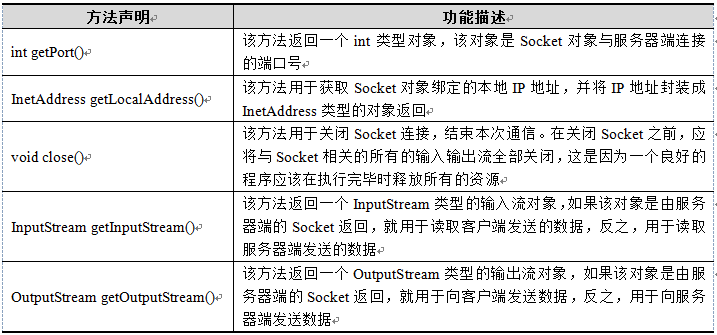 方法声明 功能描述
int getPort() 该方法返回一个 int 类型对象，该对象是 Socket 对象与服务器端连接
的端口号
InetAddress getLocalAddress() 该方法用于获取 Socket 对象绑定的本地 IP 地址，并将 IP 地址封装成
InetAddress 类型的对象返回
void close() 该方法用于关闭 Socket 连接，结束本次通信。在关闭 Socket 之前，应
将与 Socket 相关的所有的输入输出流全部关闭，这是因为一个良好的
程序应该在执行完毕时释放所有的资源
InputStream getInputStream() 该方法返回一个 InputStream 类型的输入流对象，如果该对象是由服务
器端的 Socket 返回，就用于读取客户端发送的数据，反之，用于读取
服务器端发送的数据
OutputStream getOutputStream() 该方法返回一个 OutputStream 类型的输出流对象，如果该对象是由服
务器端的 Socket 返回，就用于向客户端发送数据，反之，用于向服务
器端发送数据